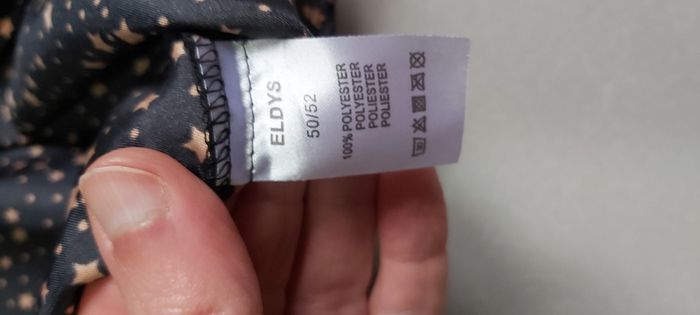 ELDYS
50/52
100% POLYESTER
POLYESTER
POLIESTER
POLIESTER